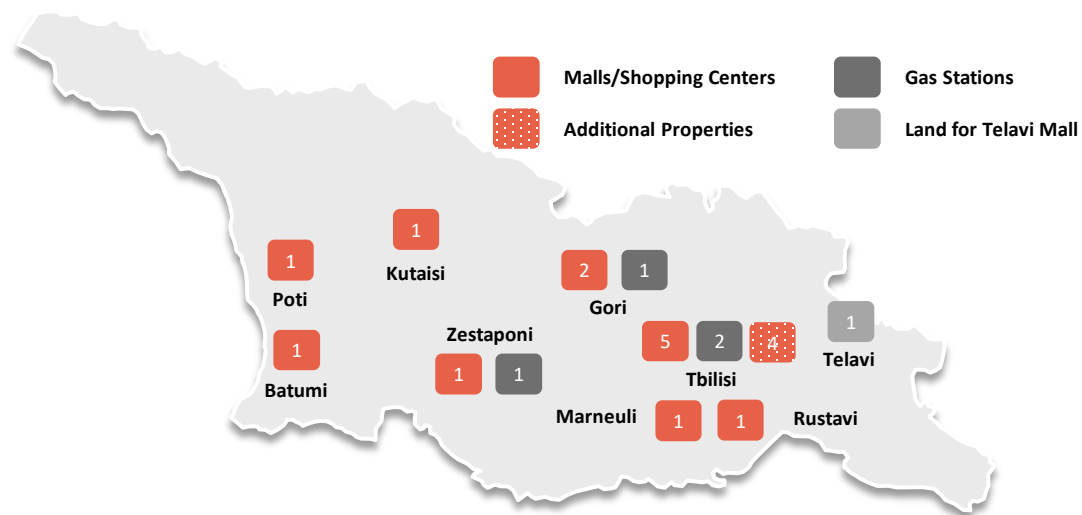 Malls/Shopping Centers
Gas Stations
Additional Properties
Land for Telavi Mall
1
Kutaisi
1
Poti
2 1
Gori
1
Telavi
1
Batumi
Zestaponi
1 1
5 2 4
Tbilisi
Marneuli 1 1 Rustavi